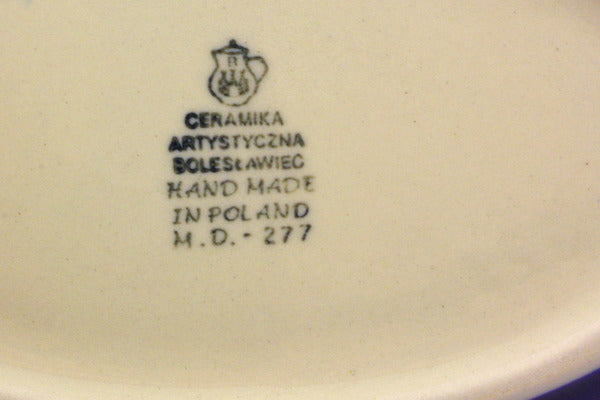 B
CERAMIKA
ARTYSTYCZNA
BOLESŁAWIEC
HAND MADE
IN POLAND
M.D.-277